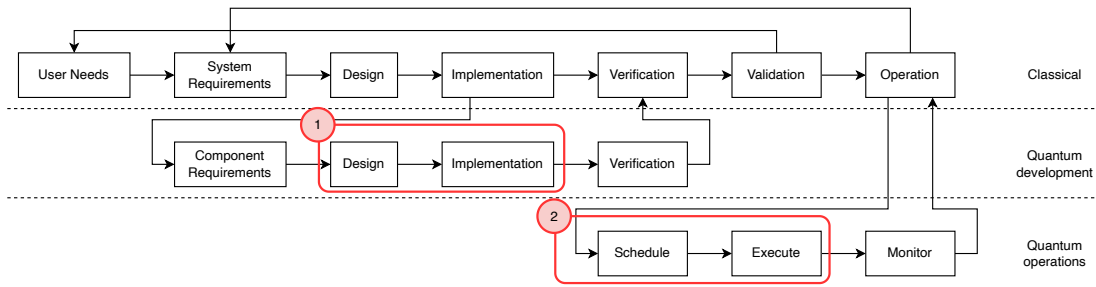 User Needs
System
Requirements
Design
Implementation
Verification
Validation
Operation
Classical
1
Component
Requirements
Design
Implementation
Verification
Quantum
development
2
Schedule
Execute
Monitor
Quantum
operations